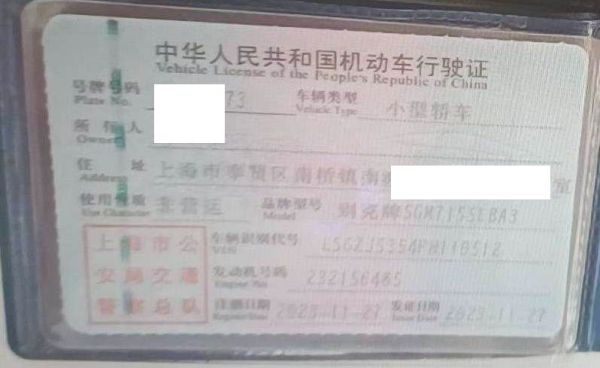 中华人民共和国机动车行驶证
Vehicle License of the People's Republic of China
号牌号码 73 车辆类型 小型轿车
Plate No. Vehicle Type
所有人
Owner
住 址 上海市奉贤区南桥镇南 室
Address
使用性质 非营运 品牌型号 别克牌SGM7155LBA3
Use Character Model
上海市公 车辆识别代号
安局交通 VIN
警察总队 发动机号码 232156465
Engine No.
注册日期 2023-11-27 发证日期 2023-11-27
Register Date Issue Date